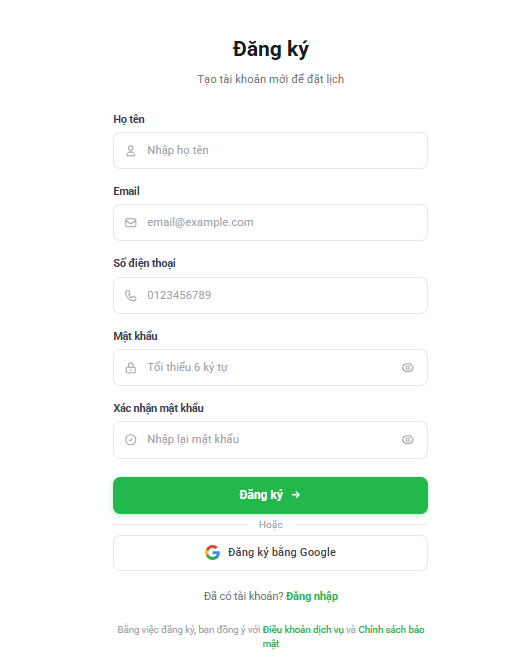 Đăng ký
Tạo tài khoản mới để đặt lịch
Họ tên
Nhập họ tên
Email
email@example.com
Số điện thoại
0123456789
Mật khẩu
Tối thiểu 6 ký tự
Xác nhận mật khẩu
Nhập lại mật khẩu
Đăng ký →
Hoặc
Đăng ký bằng Google
Đã có tài khoản? Đăng nhập
Bằng việc đăng ký, bạn đồng ý với Điều khoản dịch vụ và Chính sách bảo
mật